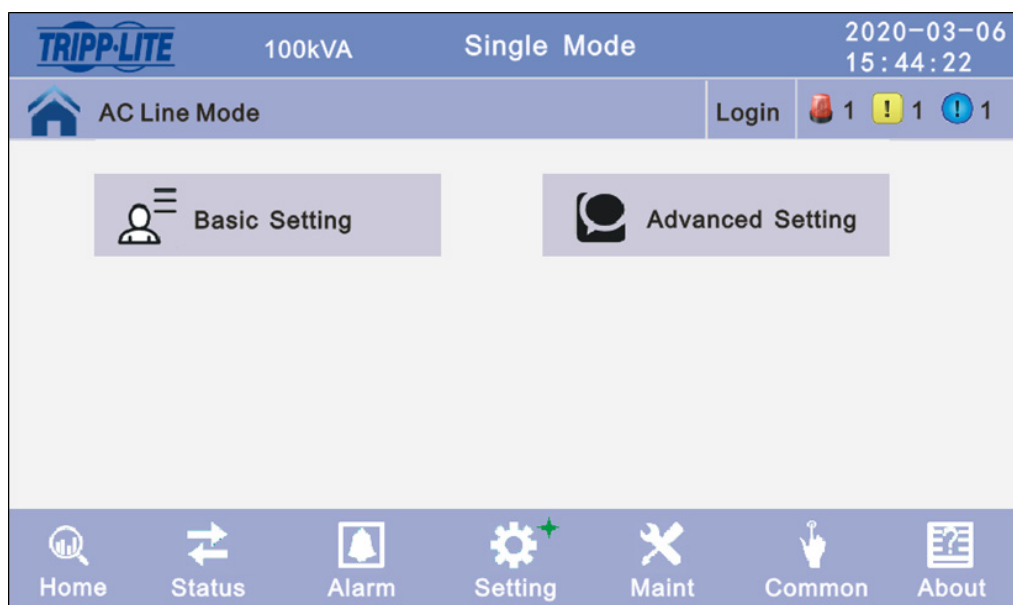 TRIPP·LITE 100kVA Single Mode 2020-03-06
15:44:22
AC Line Mode Login 1 ! 1 ! 1
Basic Setting Advanced Setting
Home Status Alarm Setting Maint Common About